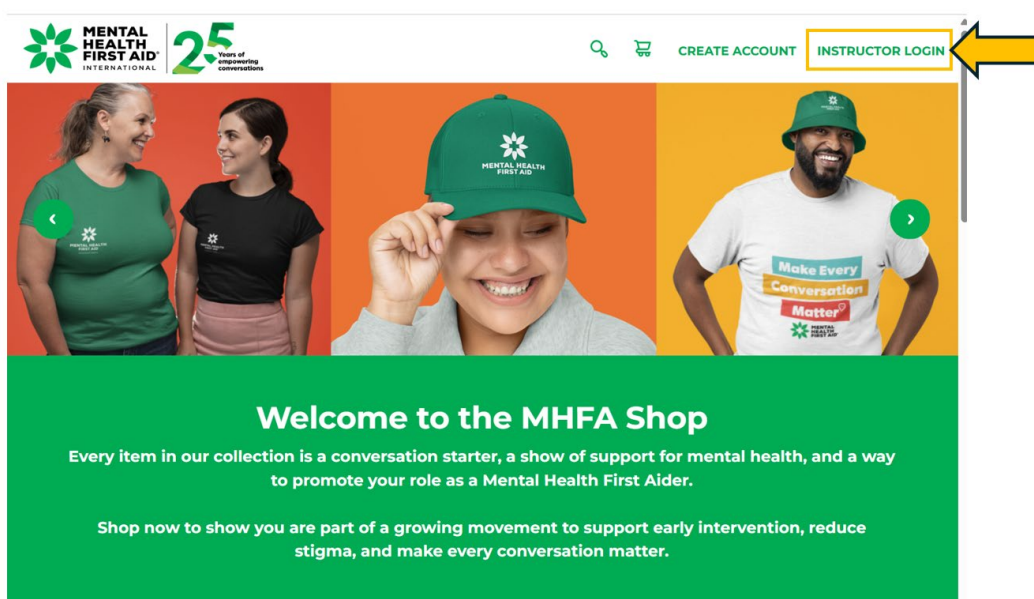 MENTAL
HEALTH
FIRST AID®
INTERNATIONAL
25
Years of
empowering
conversations
CREATE ACCOUNT
INSTRUCTOR LOGIN
MENTAL HEALTH
FIRST AID
MENTAL HEALTH
FIRST AID
Make Every
Conversation
Matter
MENTAL
HEALTH
FIRST AID
Welcome to the MHFA Shop
Every item in our collection is a conversation starter, a show of support for mental health, and a way
to promote your role as a Mental Health First Aider.
Shop now to show you are part of a growing movement to support early intervention, reduce
stigma, and make every conversation matter.